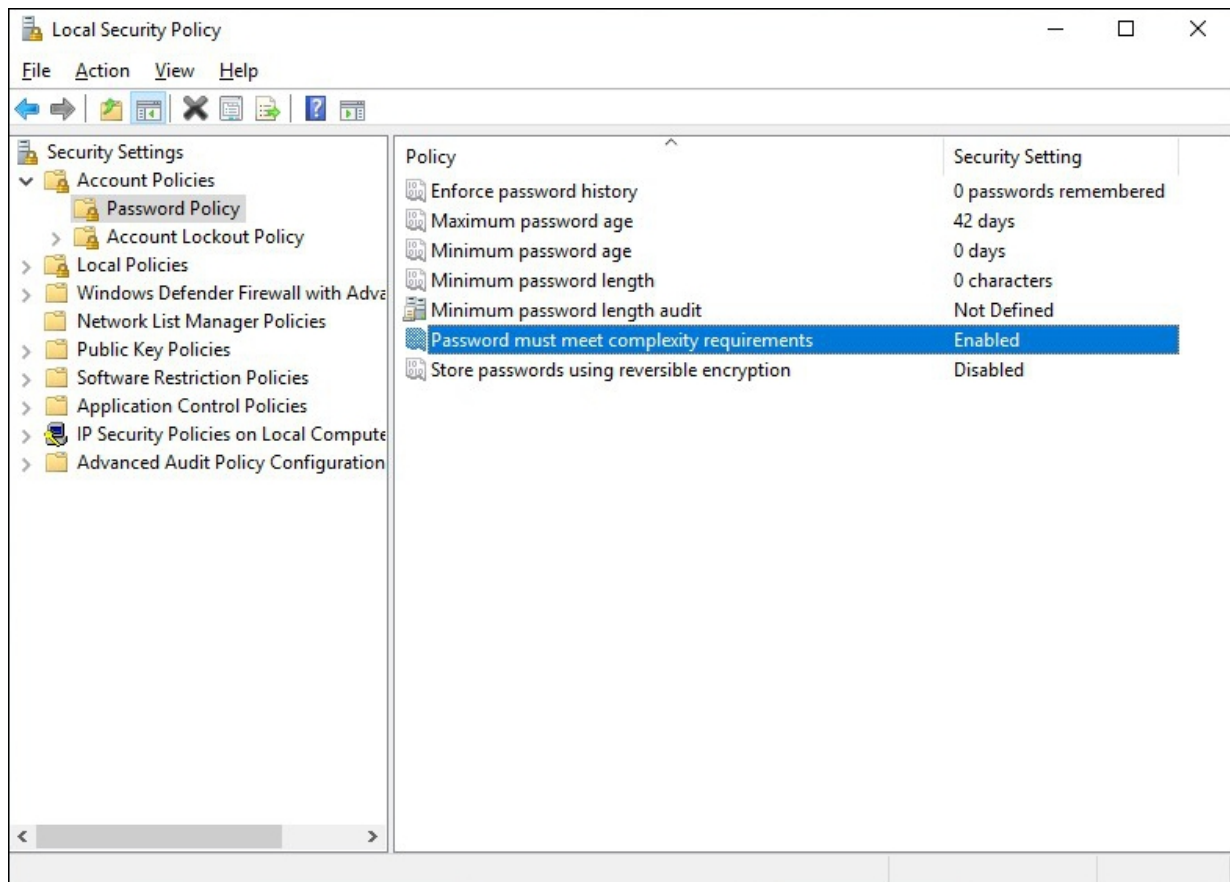 Local Security Policy
File Action View Help
Security Settings
Account Policies
Password Policy
Account Lockout Policy
Local Policies
Windows Defender Firewall with Adva
Network List Manager Policies
Public Key Policies
Software Restriction Policies
Application Control Policies
IP Security Policies on Local Compute
Advanced Audit Policy Configuration
Policy Security Setting
Enforce password history 0 passwords remembered
Maximum password age 42 days
Minimum password age 0 days
Minimum password length 0 characters
Minimum password length audit Not Defined
Password must meet complexity requirements Enabled
Store passwords using reversible encryption Disabled